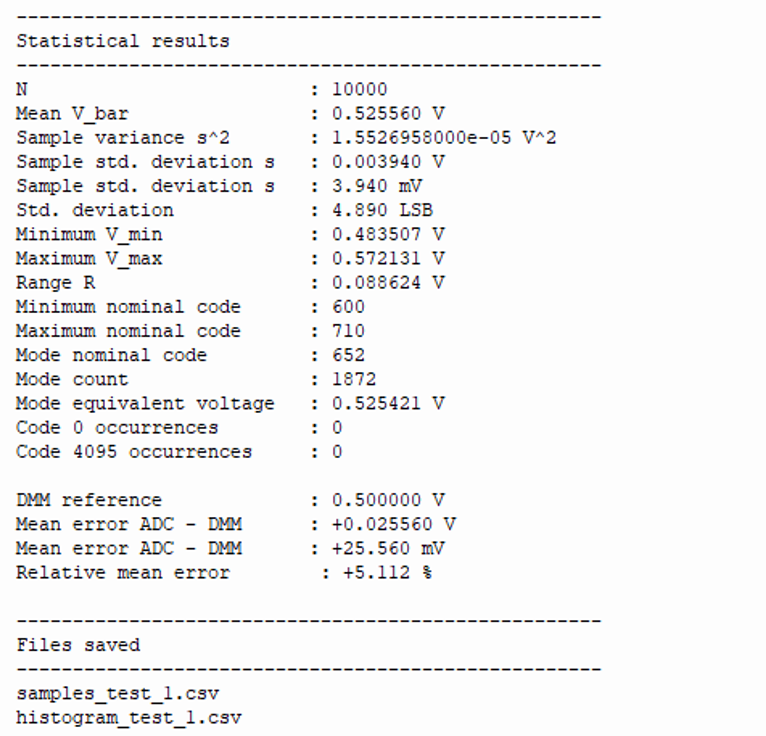 ------------------------------------------------------
Statistical results
------------------------------------------------------
N                          : 10000
Mean V_bar                 : 0.525560 V
Sample variance s^2        : 1.5526958000e-05 V^2
Sample std. deviation s    : 0.003940 V
Sample std. deviation s    : 3.940 mV
Std. deviation             : 4.890 LSB
Minimum V_min              : 0.483507 V
Maximum V_max              : 0.572131 V
Range R                    : 0.088624 V
Minimum nominal code       : 600
Maximum nominal code       : 710
Mode nominal code          : 652
Mode count                 : 1872
Mode equivalent voltage    : 0.525421 V
Code 0 occurrences         : 0
Code 4095 occurrences      : 0

DMM reference              : 0.500000 V
Mean error ADC - DMM       : +0.025560 V
Mean error ADC - DMM       : +25.560 mV
Relative mean error         : +5.112 %

------------------------------------------------------
Files saved
------------------------------------------------------
samples_test_1.csv
histogram_test_1.csv